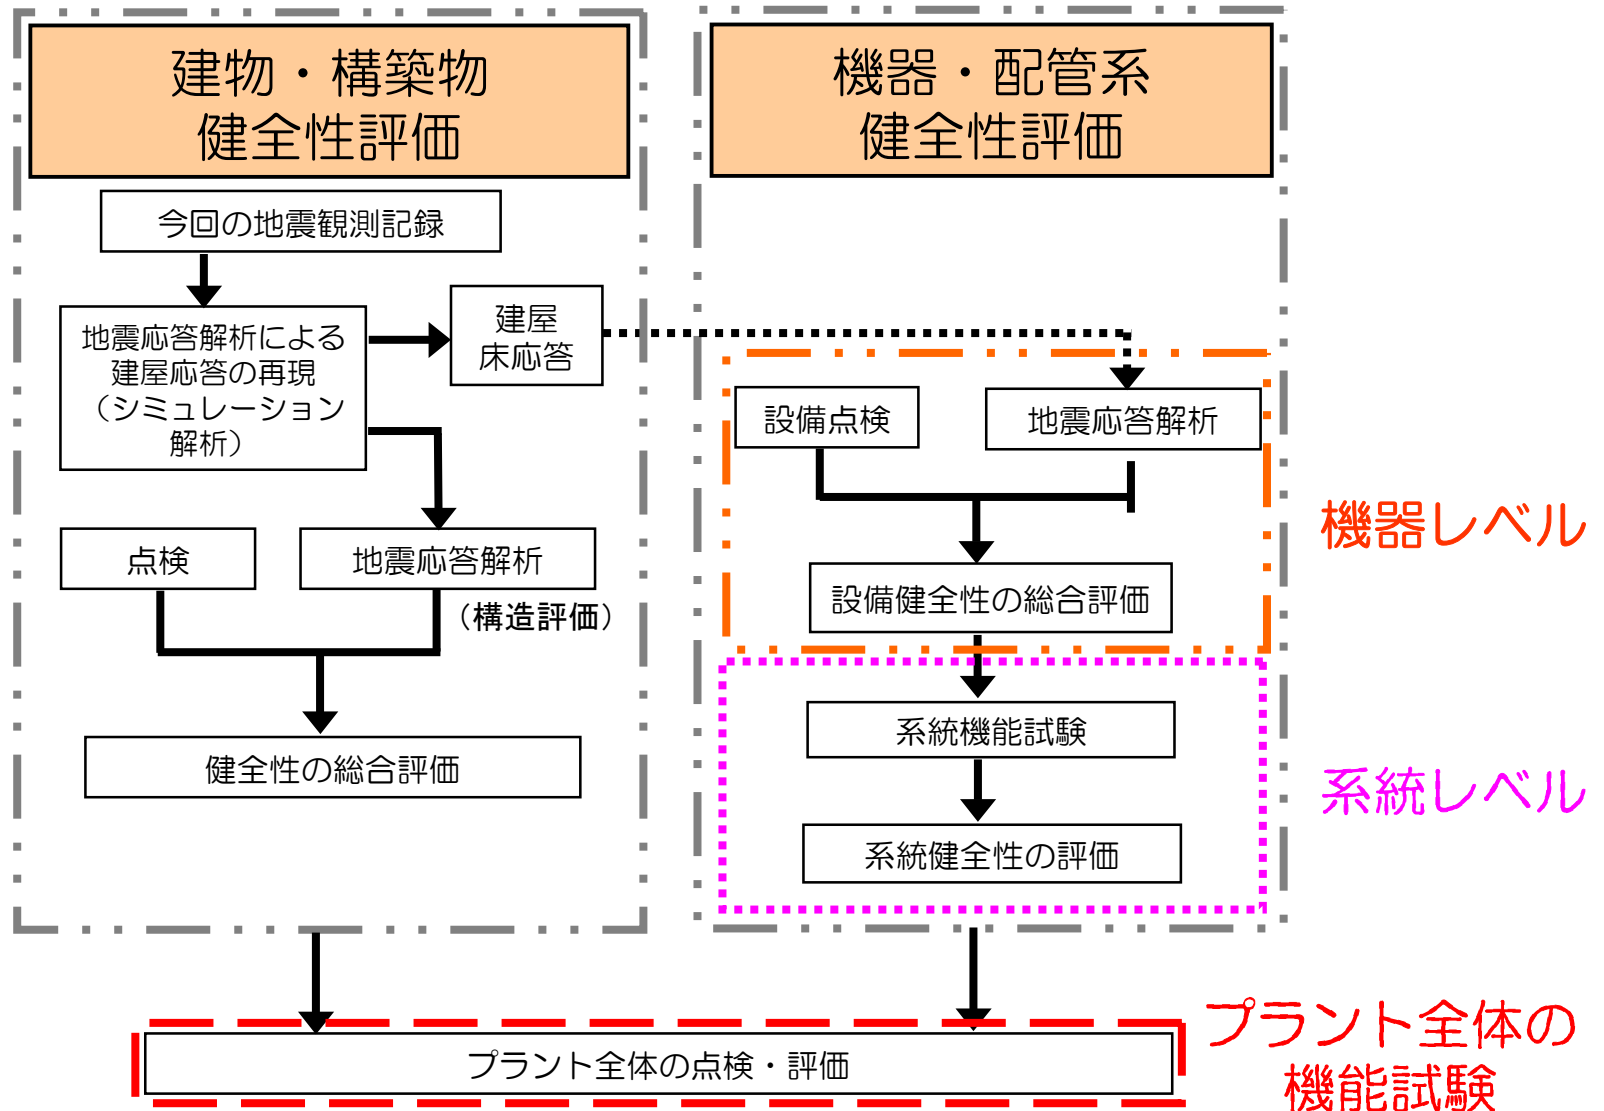 建物・構築物
健全性評価
今回の地震観測記録
地震応答解析による
建屋応答の再現
（シミュレーション
解析）
建屋
床応答
点検
地震応答解析
（構造評価）
健全性の総合評価
機器・配管系
健全性評価
設備点検
地震応答解析
設備健全性の総合評価
機器レベル
系統機能試験
系統健全性の評価
系統レベル
プラント全体の点検・評価
プラント全体の
機能試験